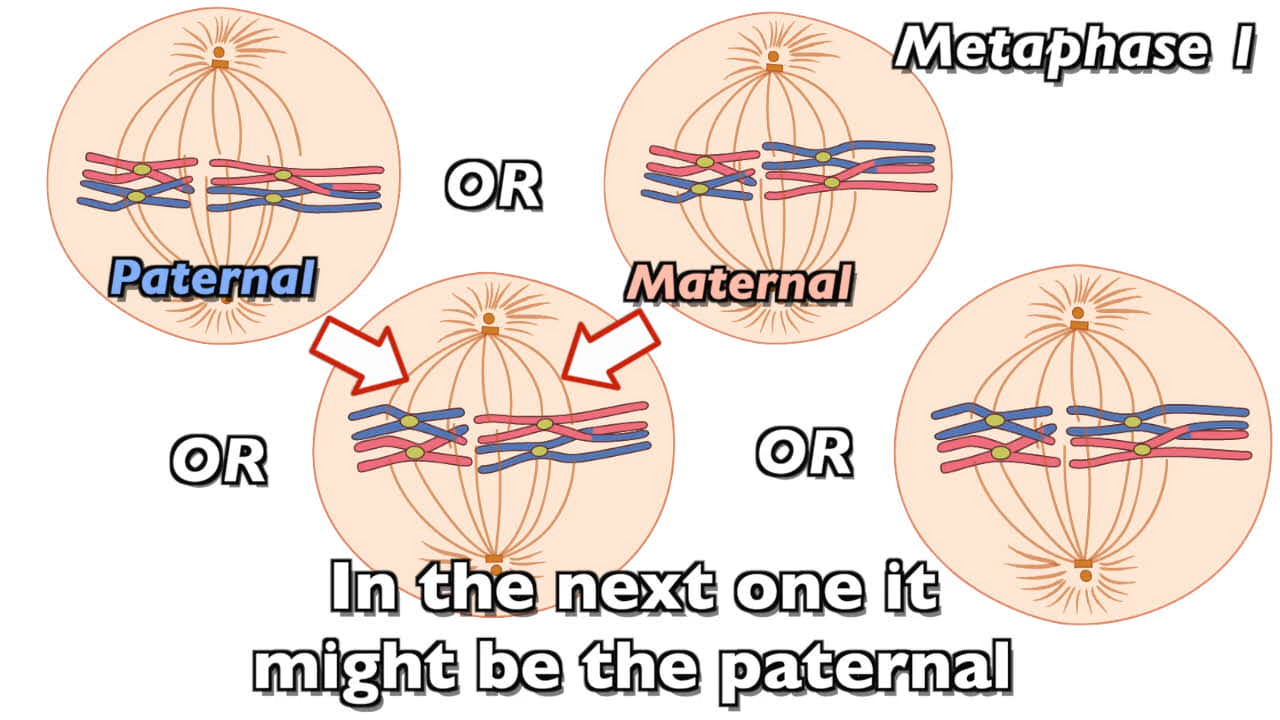 Metaphase I
OR
Paternal
Maternal
OR
OR
In the next one it
might be the paternal